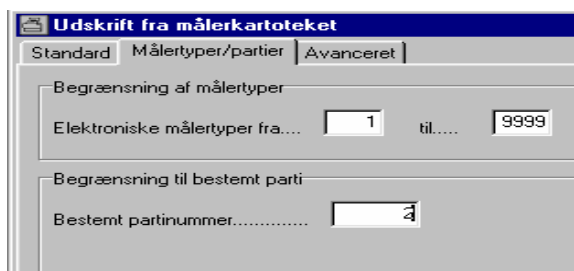 Udskrift fra målerkartoteket
Standard Målertyper/partier Avanceret
Begrænsning af målertyper
Elektroniske målertyper fra.... 1 til..... 9999
Begrænsning til bestemt parti
Bestemt partinummer.............. 2